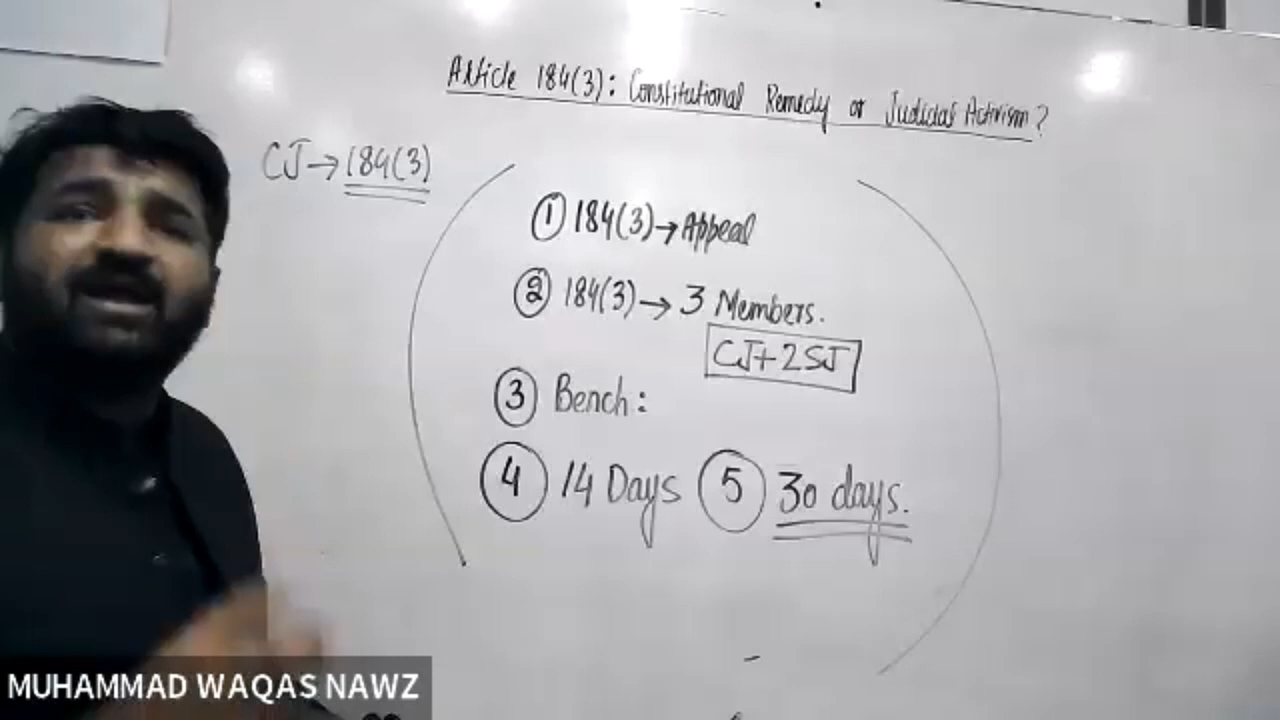 Article 184(3): Constitutional Remedy or Judicial Activism?
CJ→184(3)
① 184(3)→Appeal
② 184(3)→ 3 Members.
CJ+2SJ
③ Bench:
④ 14 Days ⑤ 30 days.
MUHAMMAD WAQAS NAWZ